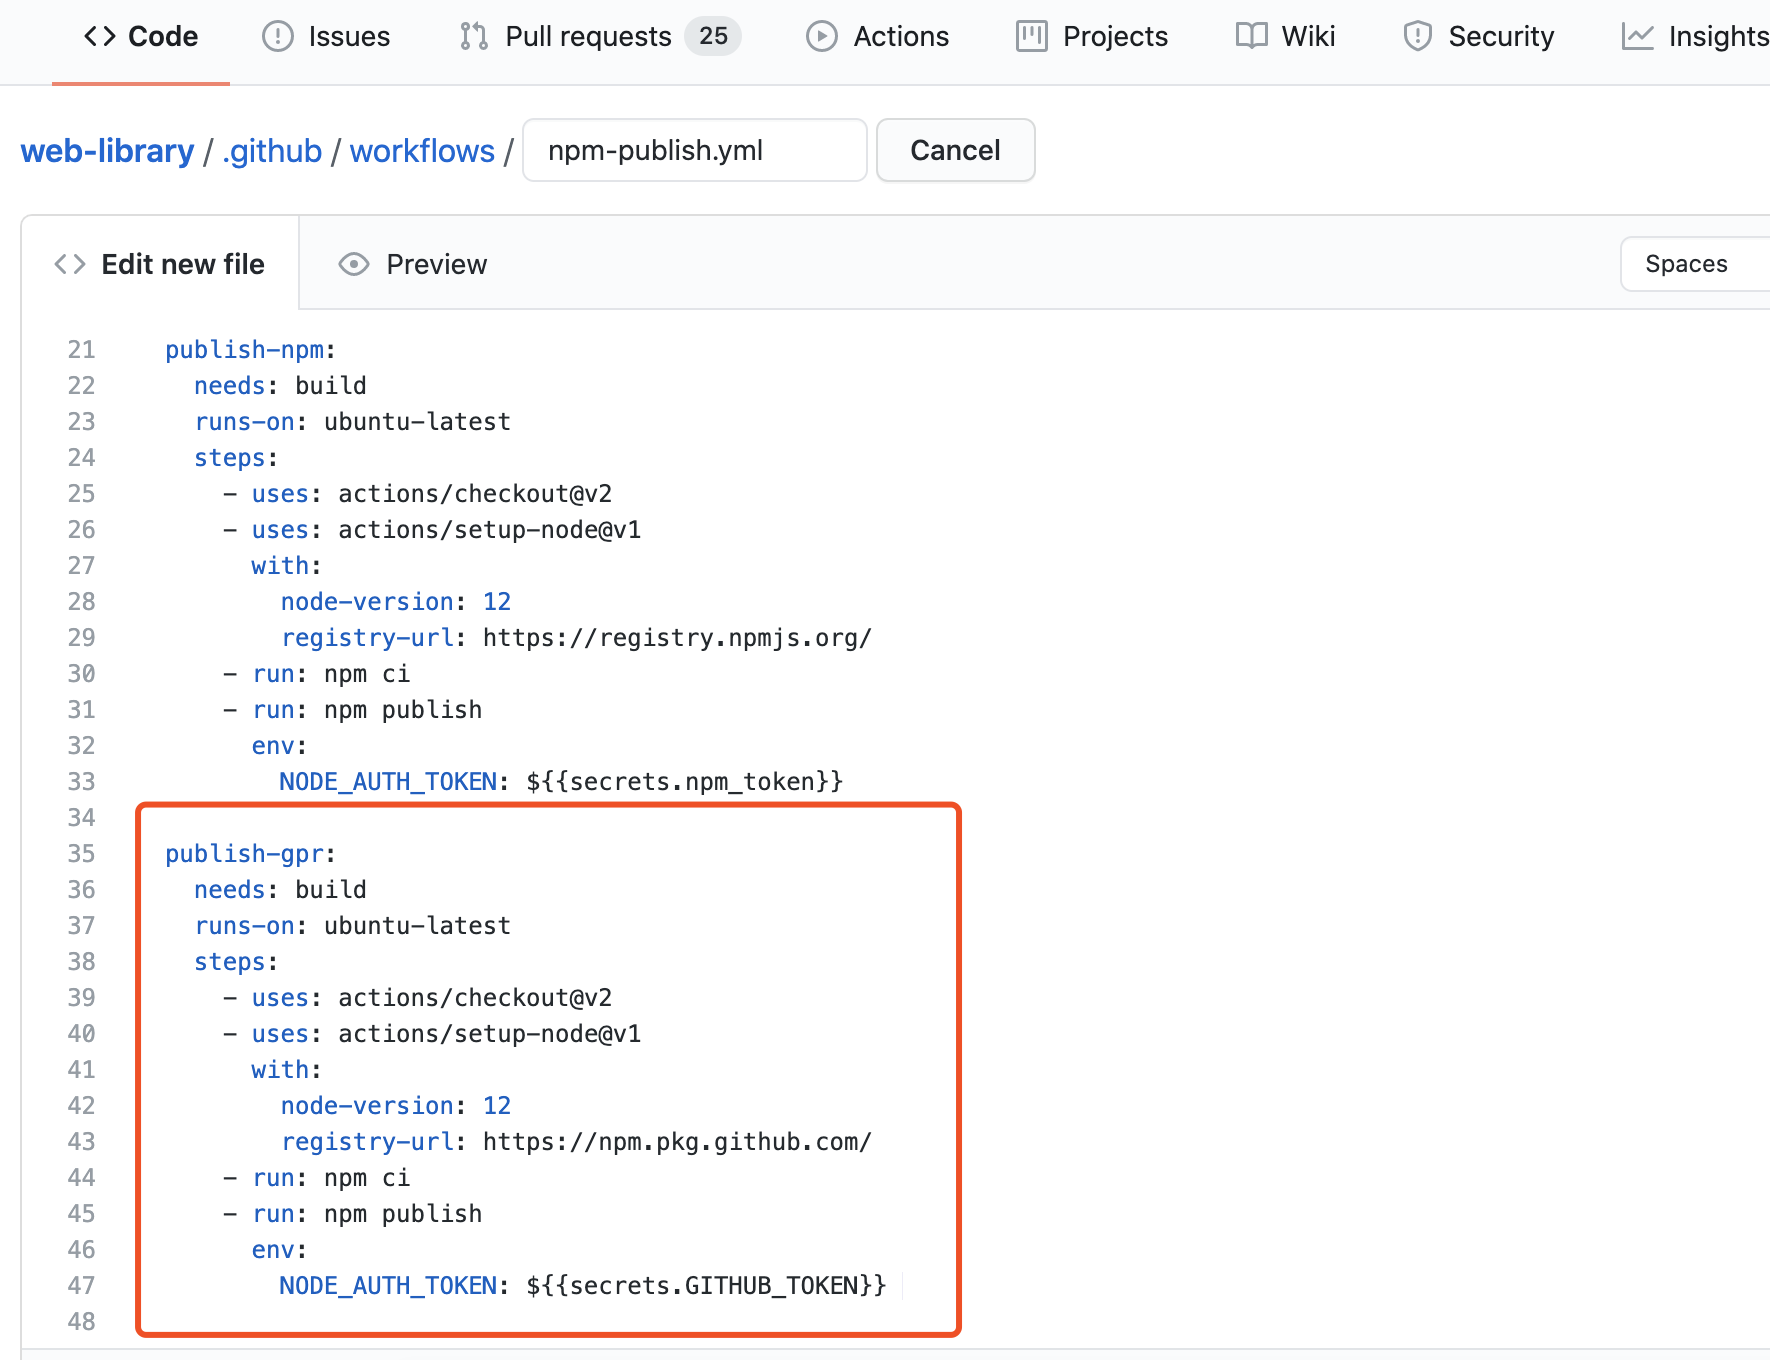 Code Issues Pull requests 25 Actions Projects Wiki Security Insights
web-library / .github / workflows / npm-publish.yml Cancel
Edit new file Preview Spaces
21 publish-npm:
22 needs: build
23 runs-on: ubuntu-latest
24 steps:
25 - uses: actions/checkout@v2
26 - uses: actions/setup-node@v1
27 with:
28 node-version: 12
29 registry-url: https://registry.npmjs.org/
30 - run: npm ci
31 - run: npm publish
32 env:
33 NODE_AUTH_TOKEN: ${{secrets.npm_token}}
34
35 publish-gpr:
36 needs: build
37 runs-on: ubuntu-latest
38 steps:
39 - uses: actions/checkout@v2
40 - uses: actions/setup-node@v1
41 with:
42 node-version: 12
43 registry-url: https://npm.pkg.github.com/
44 - run: npm ci
45 - run: npm publish
46 env:
47 NODE_AUTH_TOKEN: ${{secrets.GITHUB_TOKEN}}
48